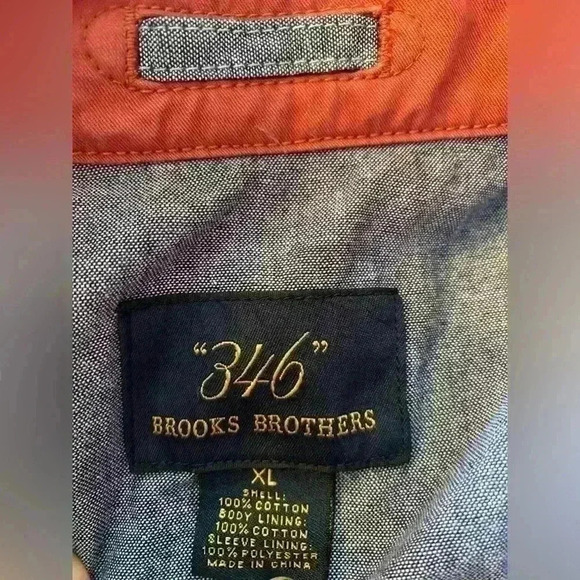 "346"
BROOKS BROTHERS
XL
SHELL:
100% COTTON
BODY LINING:
100% COTTON
SLEEVE LINING:
100% POLYESTER
MADE IN CHINA